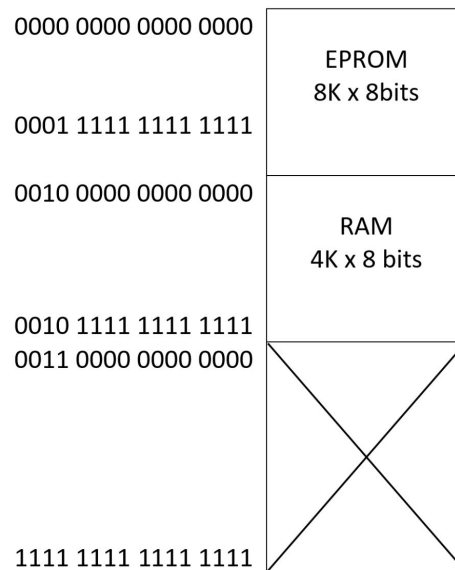 0000 0000 0000 0000
EPROM
8K x 8bits
0001 1111 1111 1111
0010 0000 0000 0000
RAM
4K x 8 bits
0010 1111 1111 1111
0011 0000 0000 0000
1111 1111 1111 1111